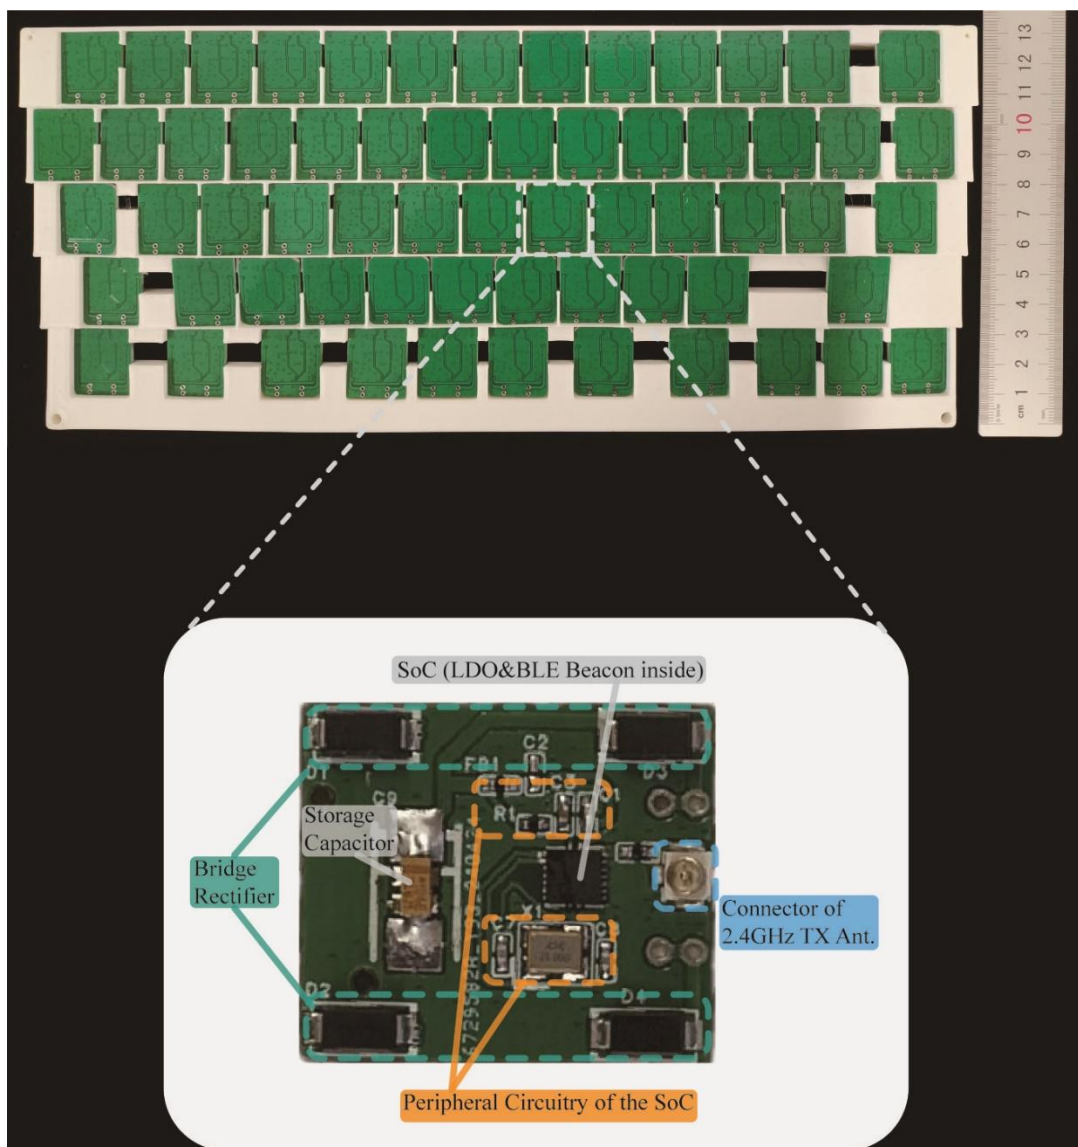 13
12
11
10
9
8
7
6
5
4
3
2
1
cm
SoC (LDO&BLE Beacon inside)
D1
D3
C2
FB1
C3
R1
C9
Storage
Capacitor
Bridge
Rectifier
X1
C7
Connector of
2.4GHz TX Ant.
D2
D4
Peripheral Circuitry of the SoC